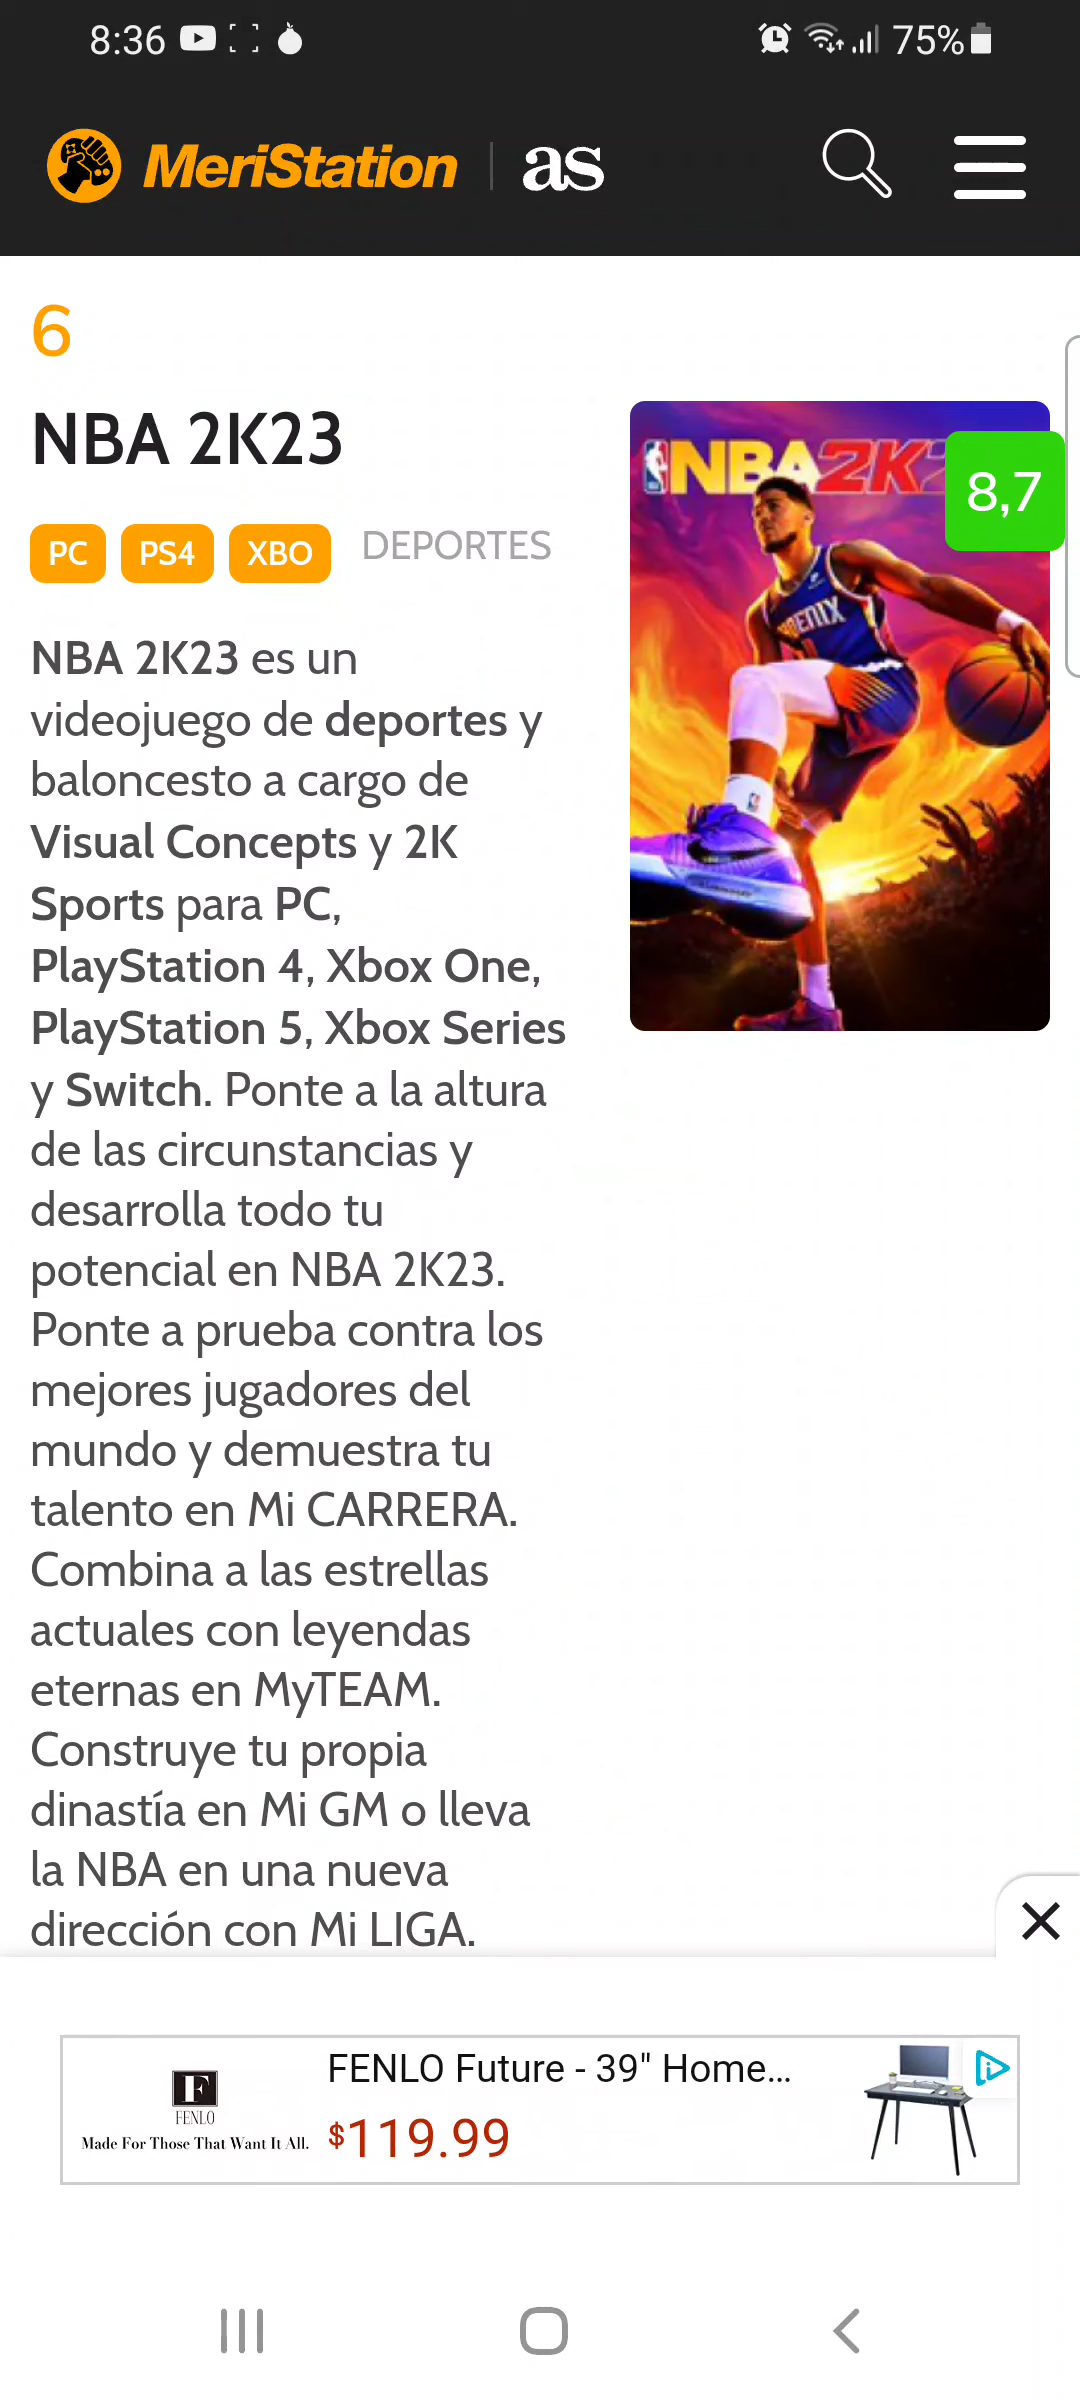 8:36 75%
MeriStation as
6
NBA 2K23
NBA 2K2
8,7
PC PS4 XBO DEPORTES
NBA 2K23 es un
videojuego de deportes y
baloncesto a cargo de
Visual Concepts y 2K
Sports para PC,
PlayStation 4, Xbox One,
PlayStation 5, Xbox Series
y Switch. Ponte a la altura
de las circunstancias y
desarrolla todo tu
potencial en NBA 2K23.
Ponte a prueba contra los
mejores jugadores del
mundo y demuestra tu
talento en Mi CARRERA.
Combina a las estrellas
actuales con leyendas
eternas en MyTEAM.
Construye tu propia
dinastía en Mi GM o lleva
la NBA en una nueva
dirección con Mi LIGA.
F
FENLO
Made For Those That Want It All.
FENLO Future - 39" Home...
$119.99